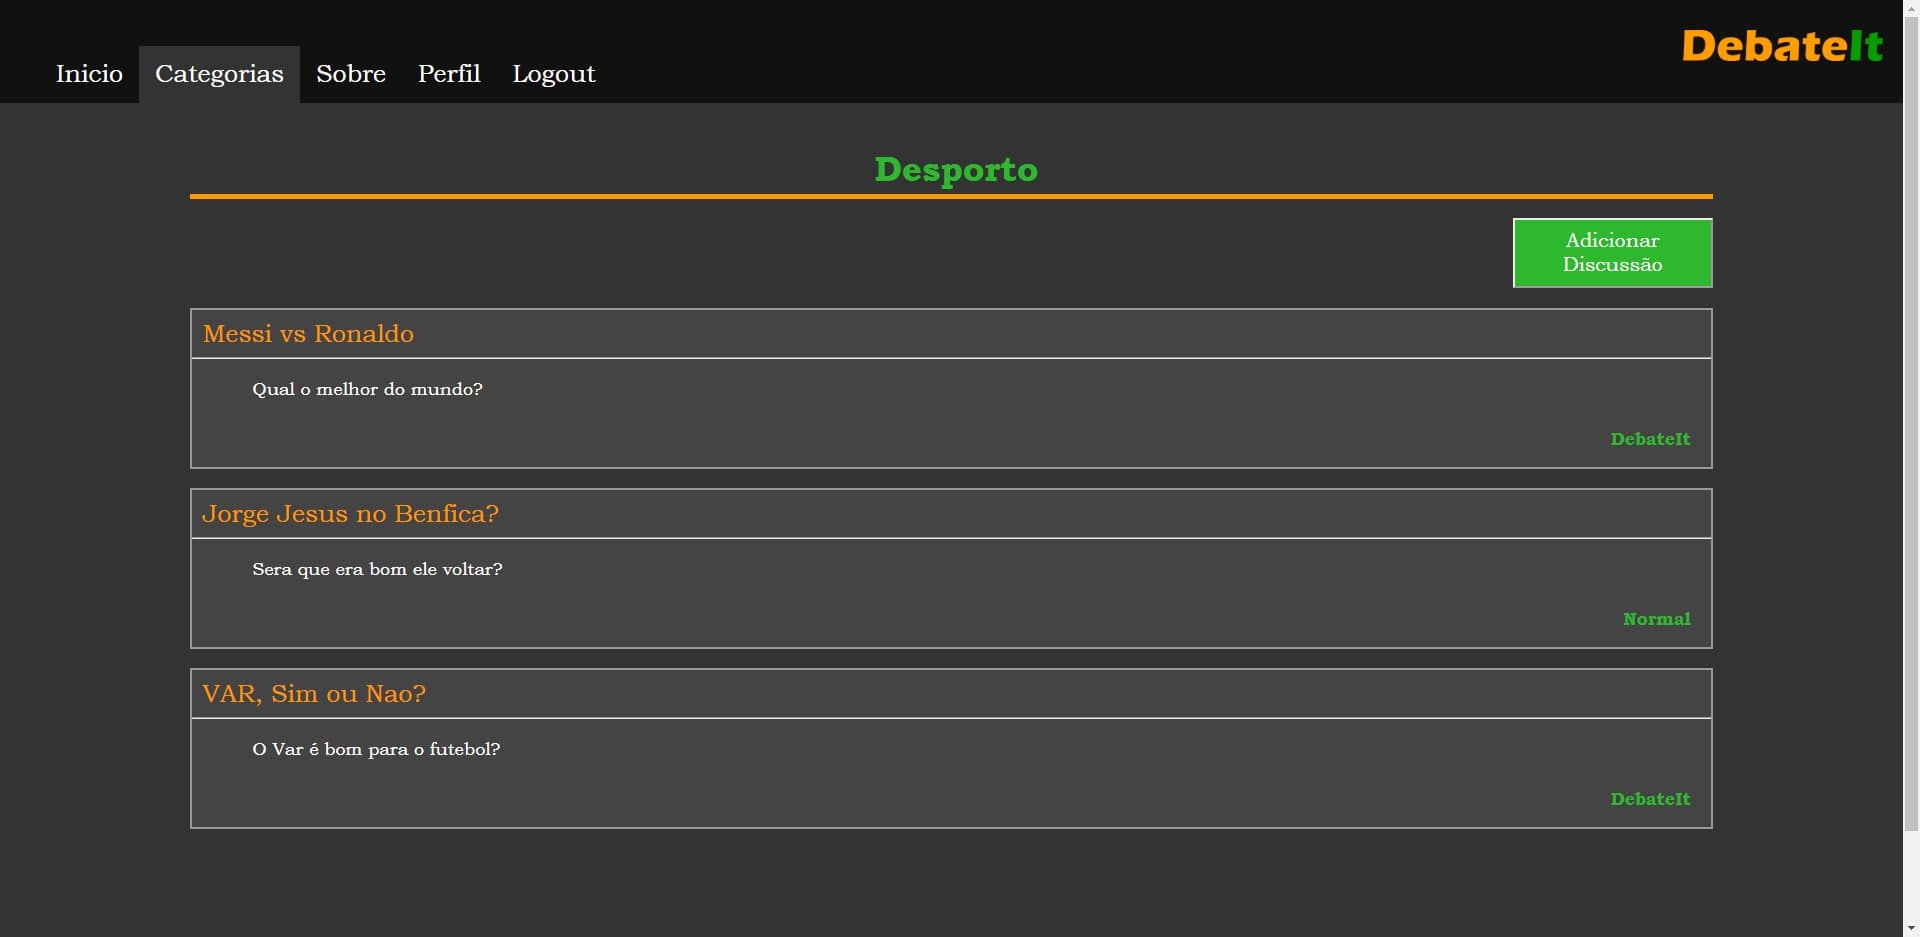 Inicio Categorias Sobre Perfil Logout
DebateIt
Desporto
Adicionar
Discussão
Messi vs Ronaldo
Qual o melhor do mundo?
DebateIt
Jorge Jesus no Benfica?
Sera que era bom ele voltar?
Normal
VAR, Sim ou Nao?
O Var é bom para o futebol?
DebateIt